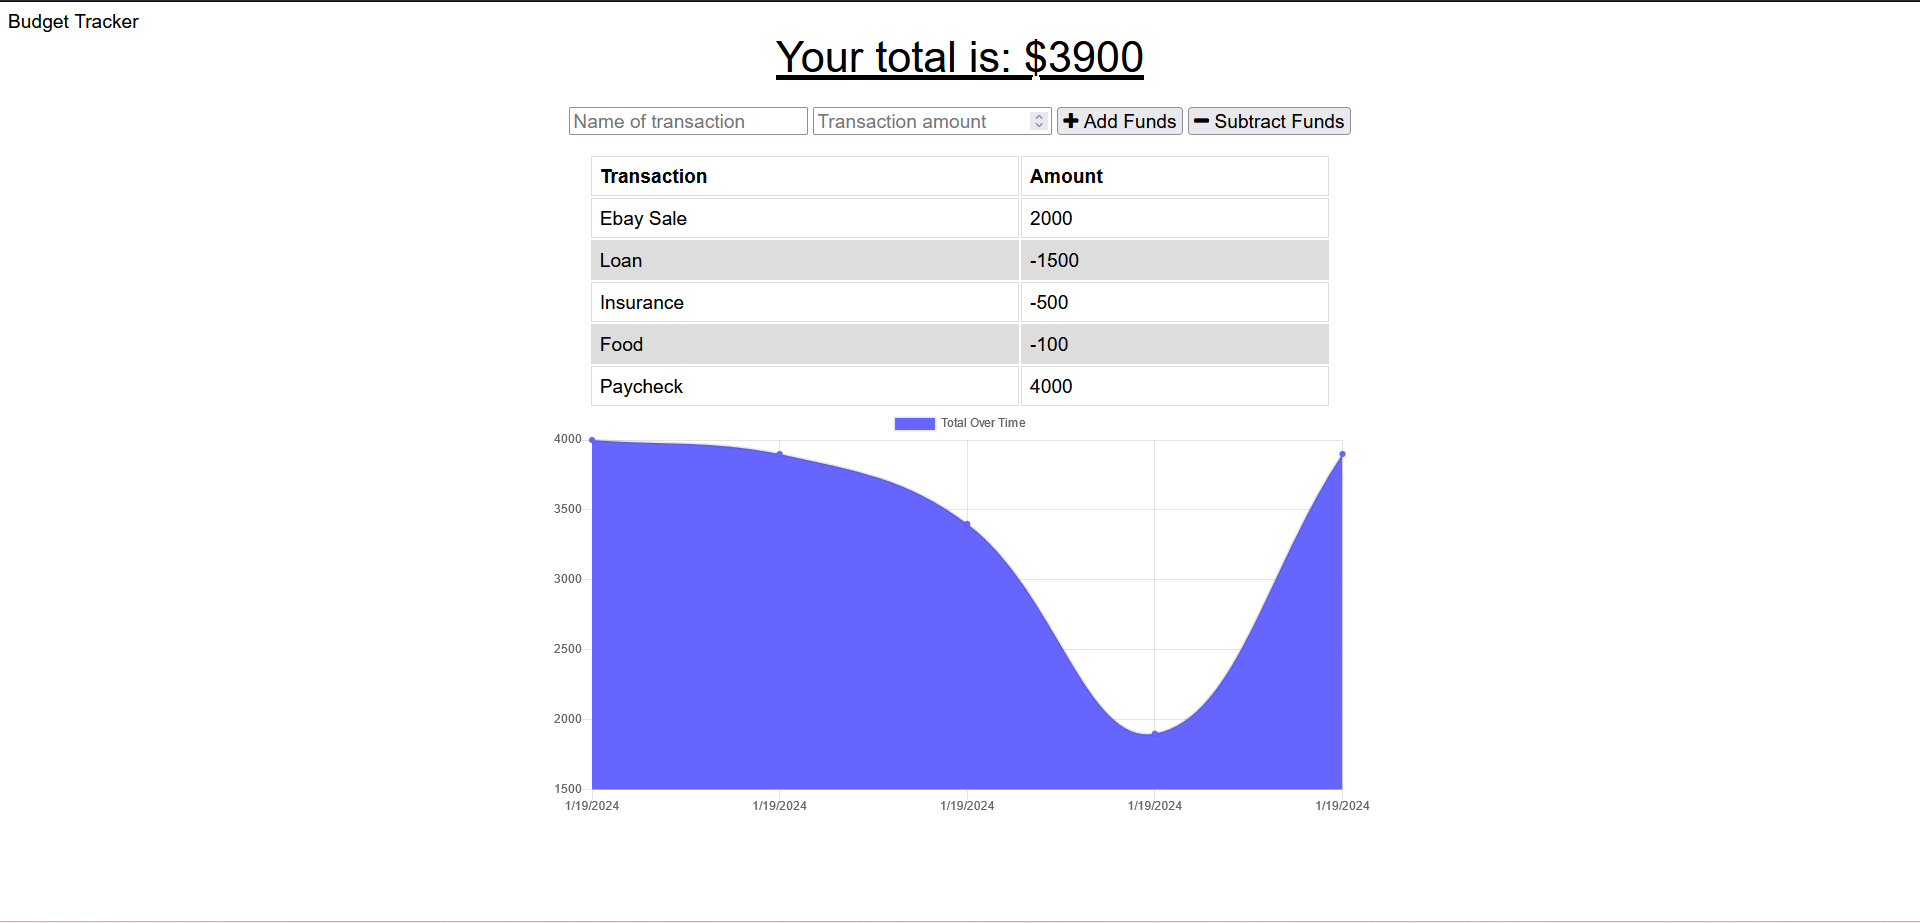 Budget Tracker
Your total is: $3900
Name of transaction Transaction amount Add Funds Subtract Funds
Transaction Amount
Ebay Sale 2000
Loan -1500
Insurance -500
Food -100
Paycheck 4000
Total Over Time
4000
3500
3000
2500
2000
1500
1/19/2024 1/19/2024 1/19/2024 1/19/2024 1/19/2024